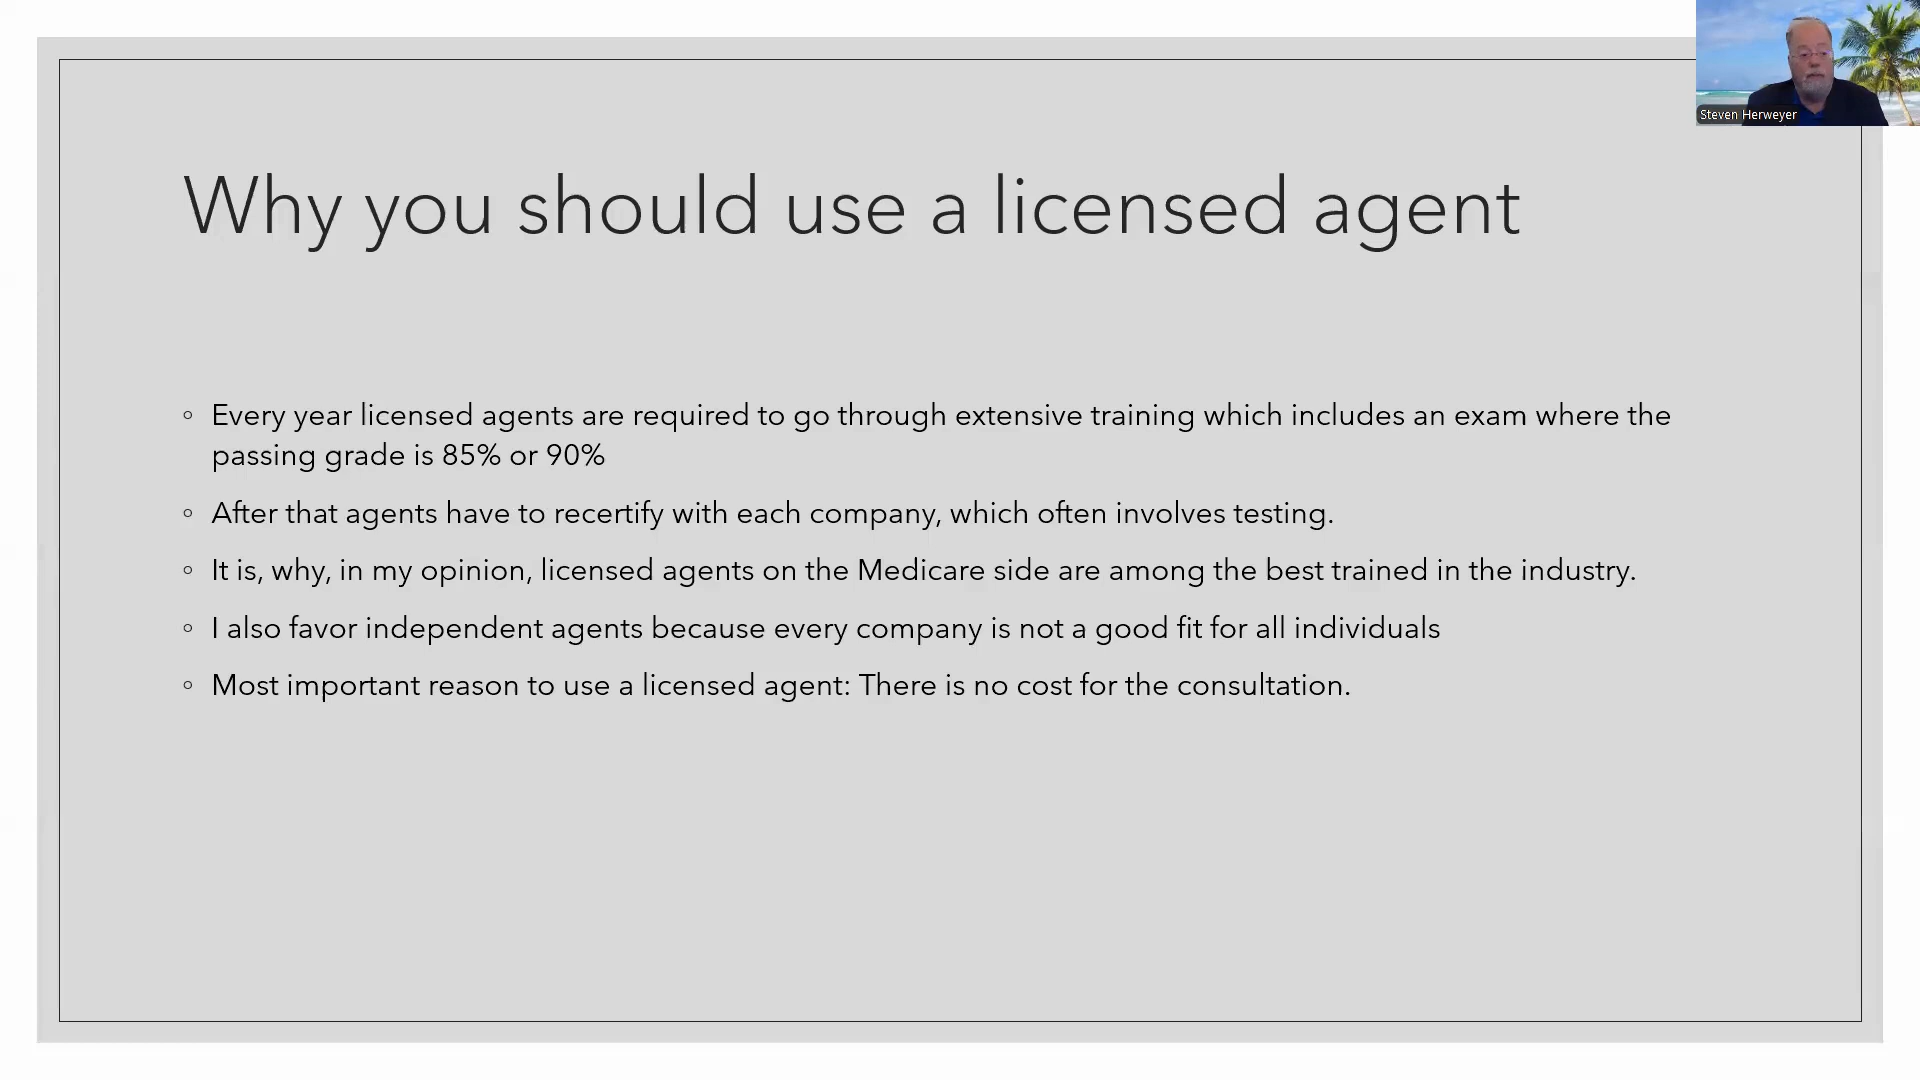 Steven Herweyer
Why you should use a licensed agent
◦ Every year licensed agents are required to go through extensive training which includes an exam where the
passing grade is 85% or 90%
◦ After that agents have to recertify with each company, which often involves testing.
◦ It is, why, in my opinion, licensed agents on the Medicare side are among the best trained in the industry.
◦ I also favor independent agents because every company is not a good fit for all individuals
◦ Most important reason to use a licensed agent: There is no cost for the consultation.